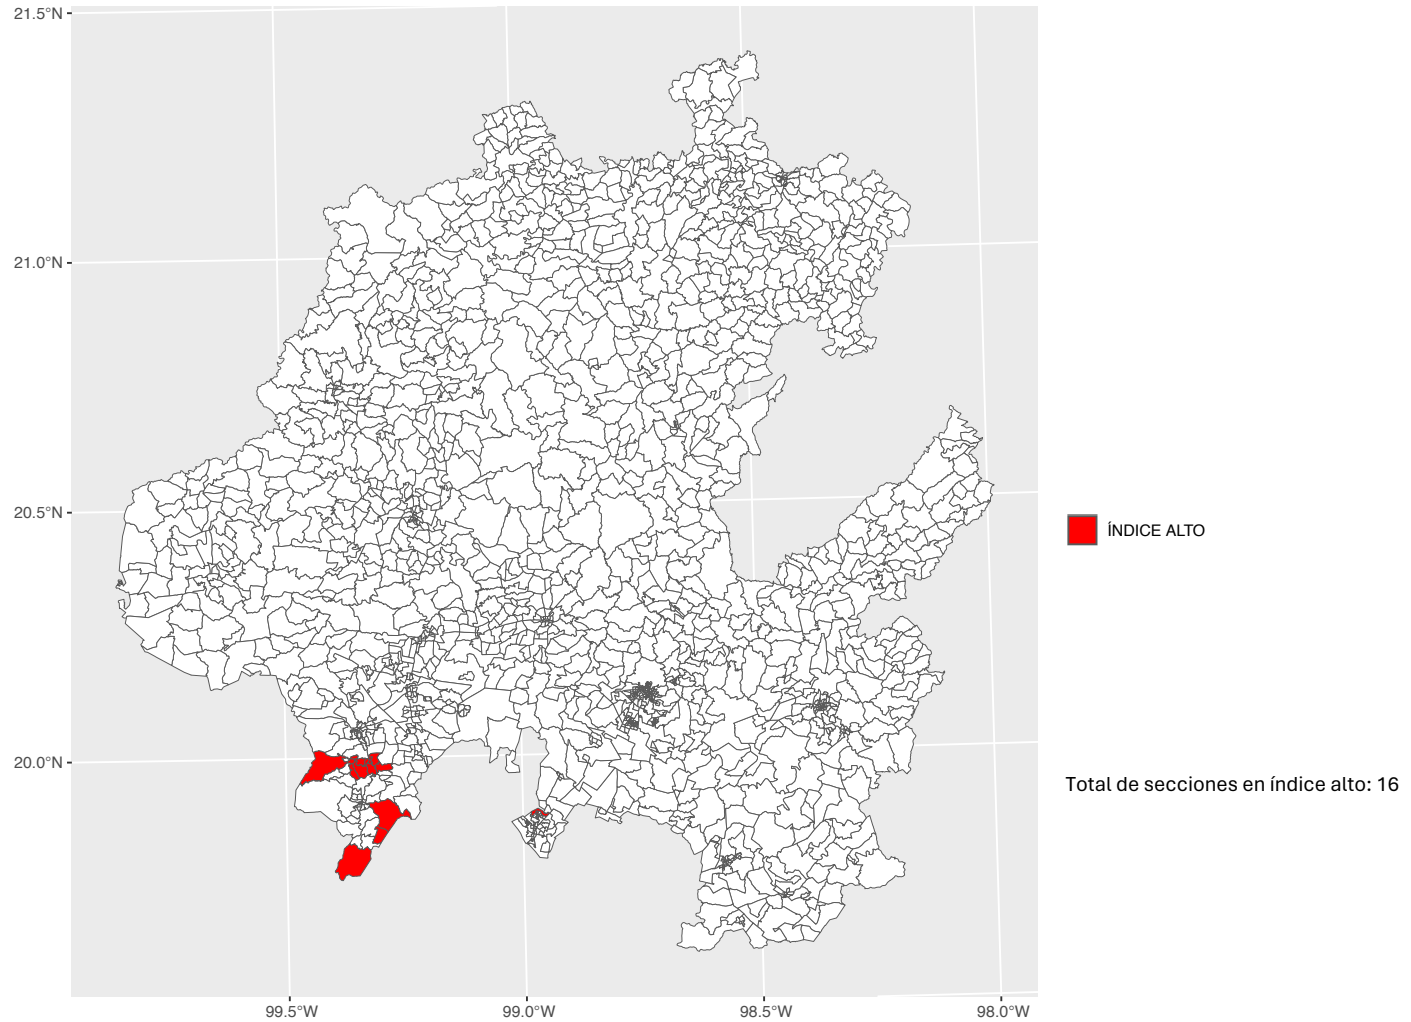 21.5°N
21.0°N
20.5°N
20.0°N
99.5°W
99.0°W
98.5°W
98.0°W
ÍNDICE ALTO
Total de secciones en índice alto: 16